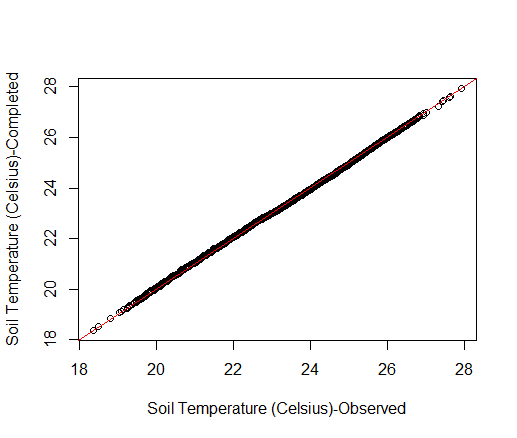 Soil Temperature (Celsius)-Completed
28
26
24
22
20
18
18 20 22 24 26 28
Soil Temperature (Celsius)-Observed